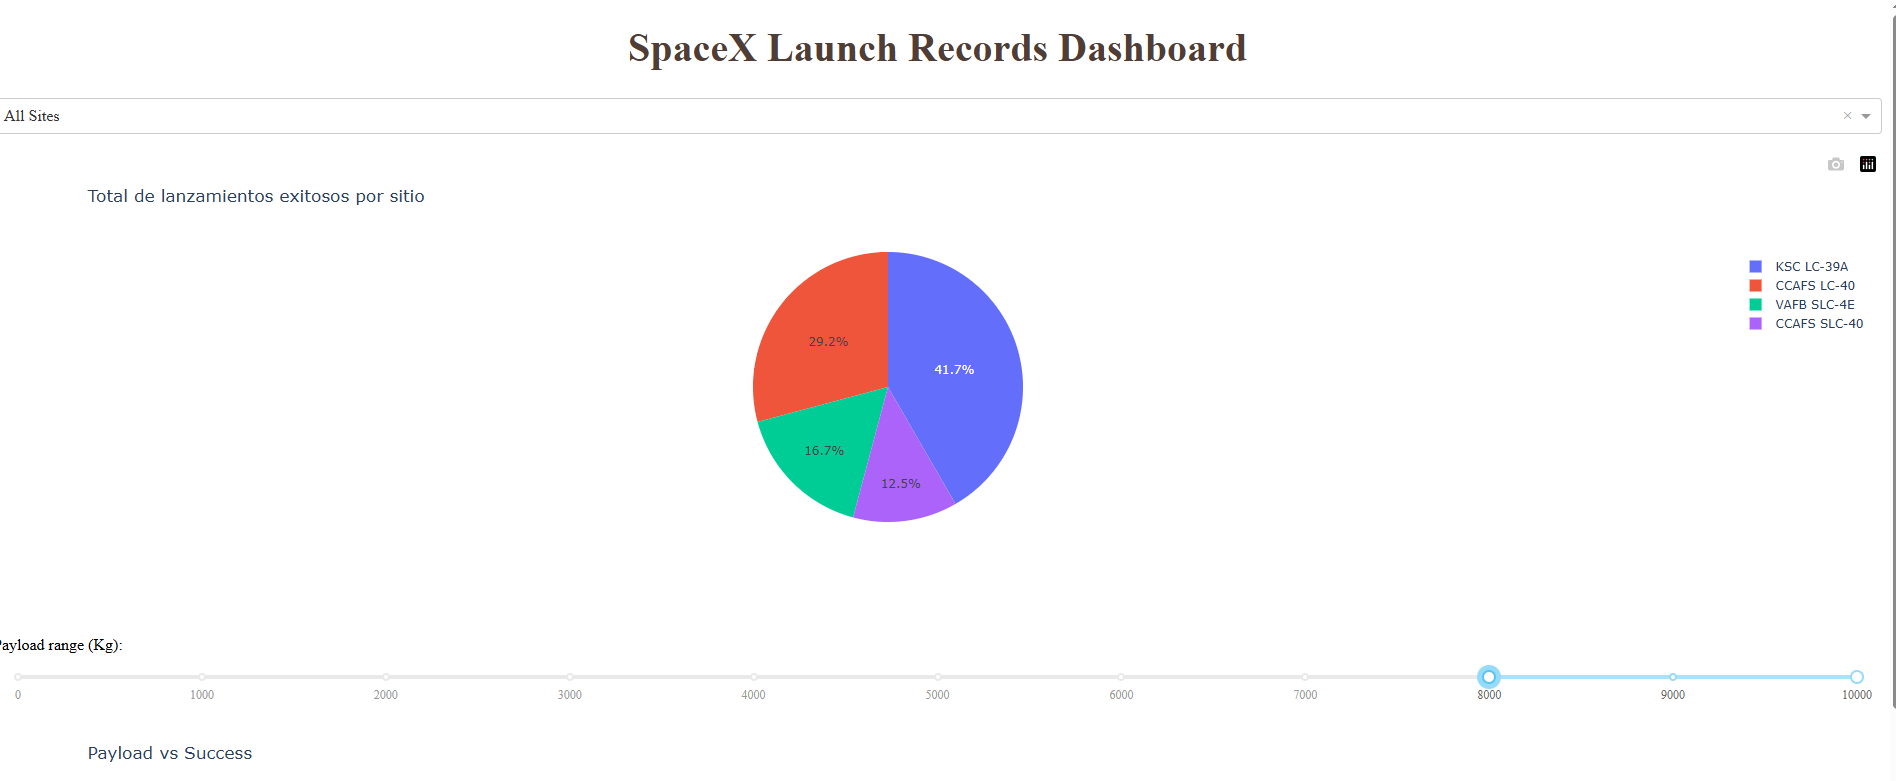 SpaceX Launch Records Dashboard
All Sites
Total de lanzamientos exitosos por sitio
KSC LC-39A
CCAFS LC-40
VAFB SLC-4E
CCAFS SLC-40
29.2%
41.7%
16.7%
12.5%
Payload range (Kg):
0 1000 2000 3000 4000 5000 6000 7000 8000 9000 10000
Payload vs Success